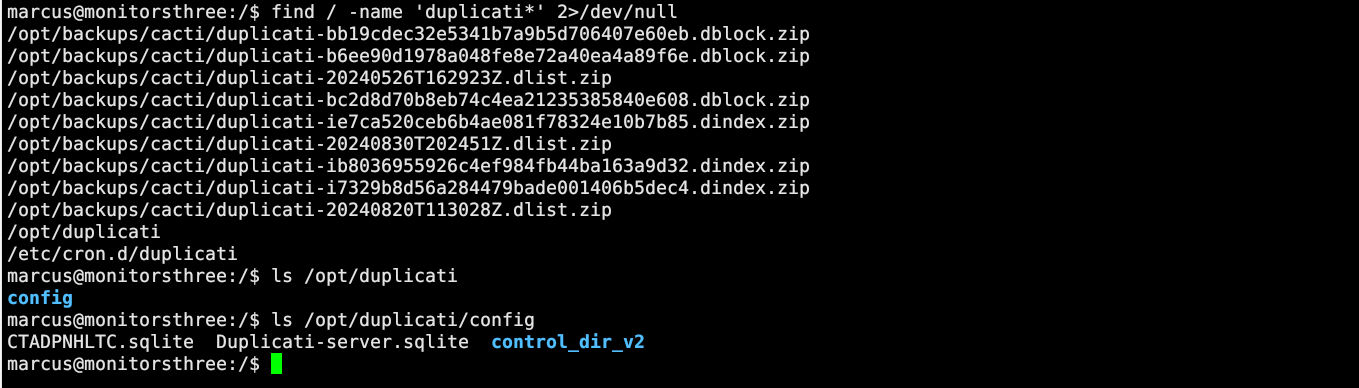 marcus@monitorsthree:/$ find / -name 'duplicati*' 2>/dev/null
/opt/backups/cacti/duplicati-bb19cdec32e5341b7a9b5d706407e60eb.dblock.zip
/opt/backups/cacti/duplicati-b6ee90d1978a048fe8e72a40ea4a89f6e.dblock.zip
/opt/backups/cacti/duplicati-20240526T162923Z.dlist.zip
/opt/backups/cacti/duplicati-bc2d8d70b8eb74c4ea21235385840e608.dblock.zip
/opt/backups/cacti/duplicati-ie7ca520ceb6b4ae081f78324e10b7b85.dindex.zip
/opt/backups/cacti/duplicati-20240830T202451Z.dlist.zip
/opt/backups/cacti/duplicati-ib8036955926c4ef984fb44ba163a9d32.dindex.zip
/opt/backups/cacti/duplicati-i7329b8d56a284479bade001406b5dec4.dindex.zip
/opt/backups/cacti/duplicati-20240820T113028Z.dlist.zip
/opt/duplicati
/etc/cron.d/duplicati
marcus@monitorsthree:/$ ls /opt/duplicati
config
marcus@monitorsthree:/$ ls /opt/duplicati/config
CTADPNHLTC.sqlite  Duplicati-server.sqlite  control_dir_v2
marcus@monitorsthree:/$